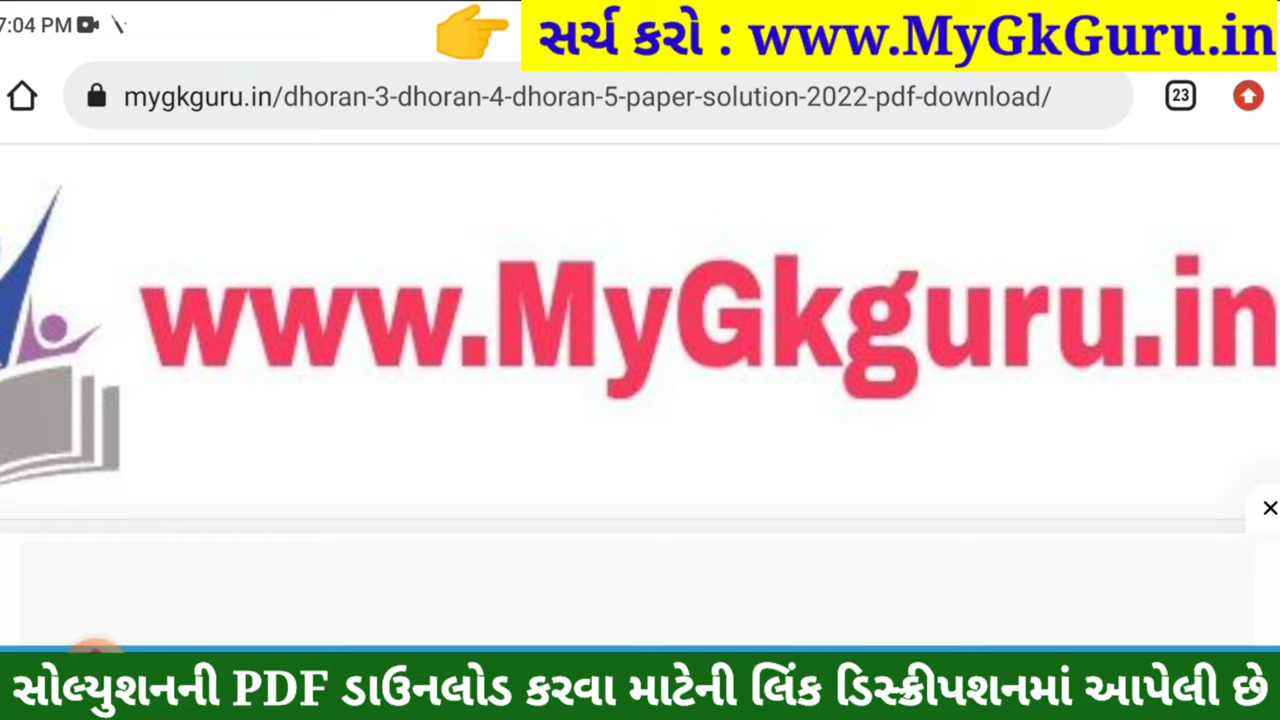 7:04 PM
સર્ચ કરો : www.MyGkGuru.in
mygkguru.in/dhoran-3-dhoran-4-dhoran-5-paper-solution-2022-pdf-download/
23
www.MyGkguru.in
સોલ્યુશનની PDF ડાઉનલોડ કરવા માટેની લિંક ડિસ્ક્રીપશનમાં આપેલી છે